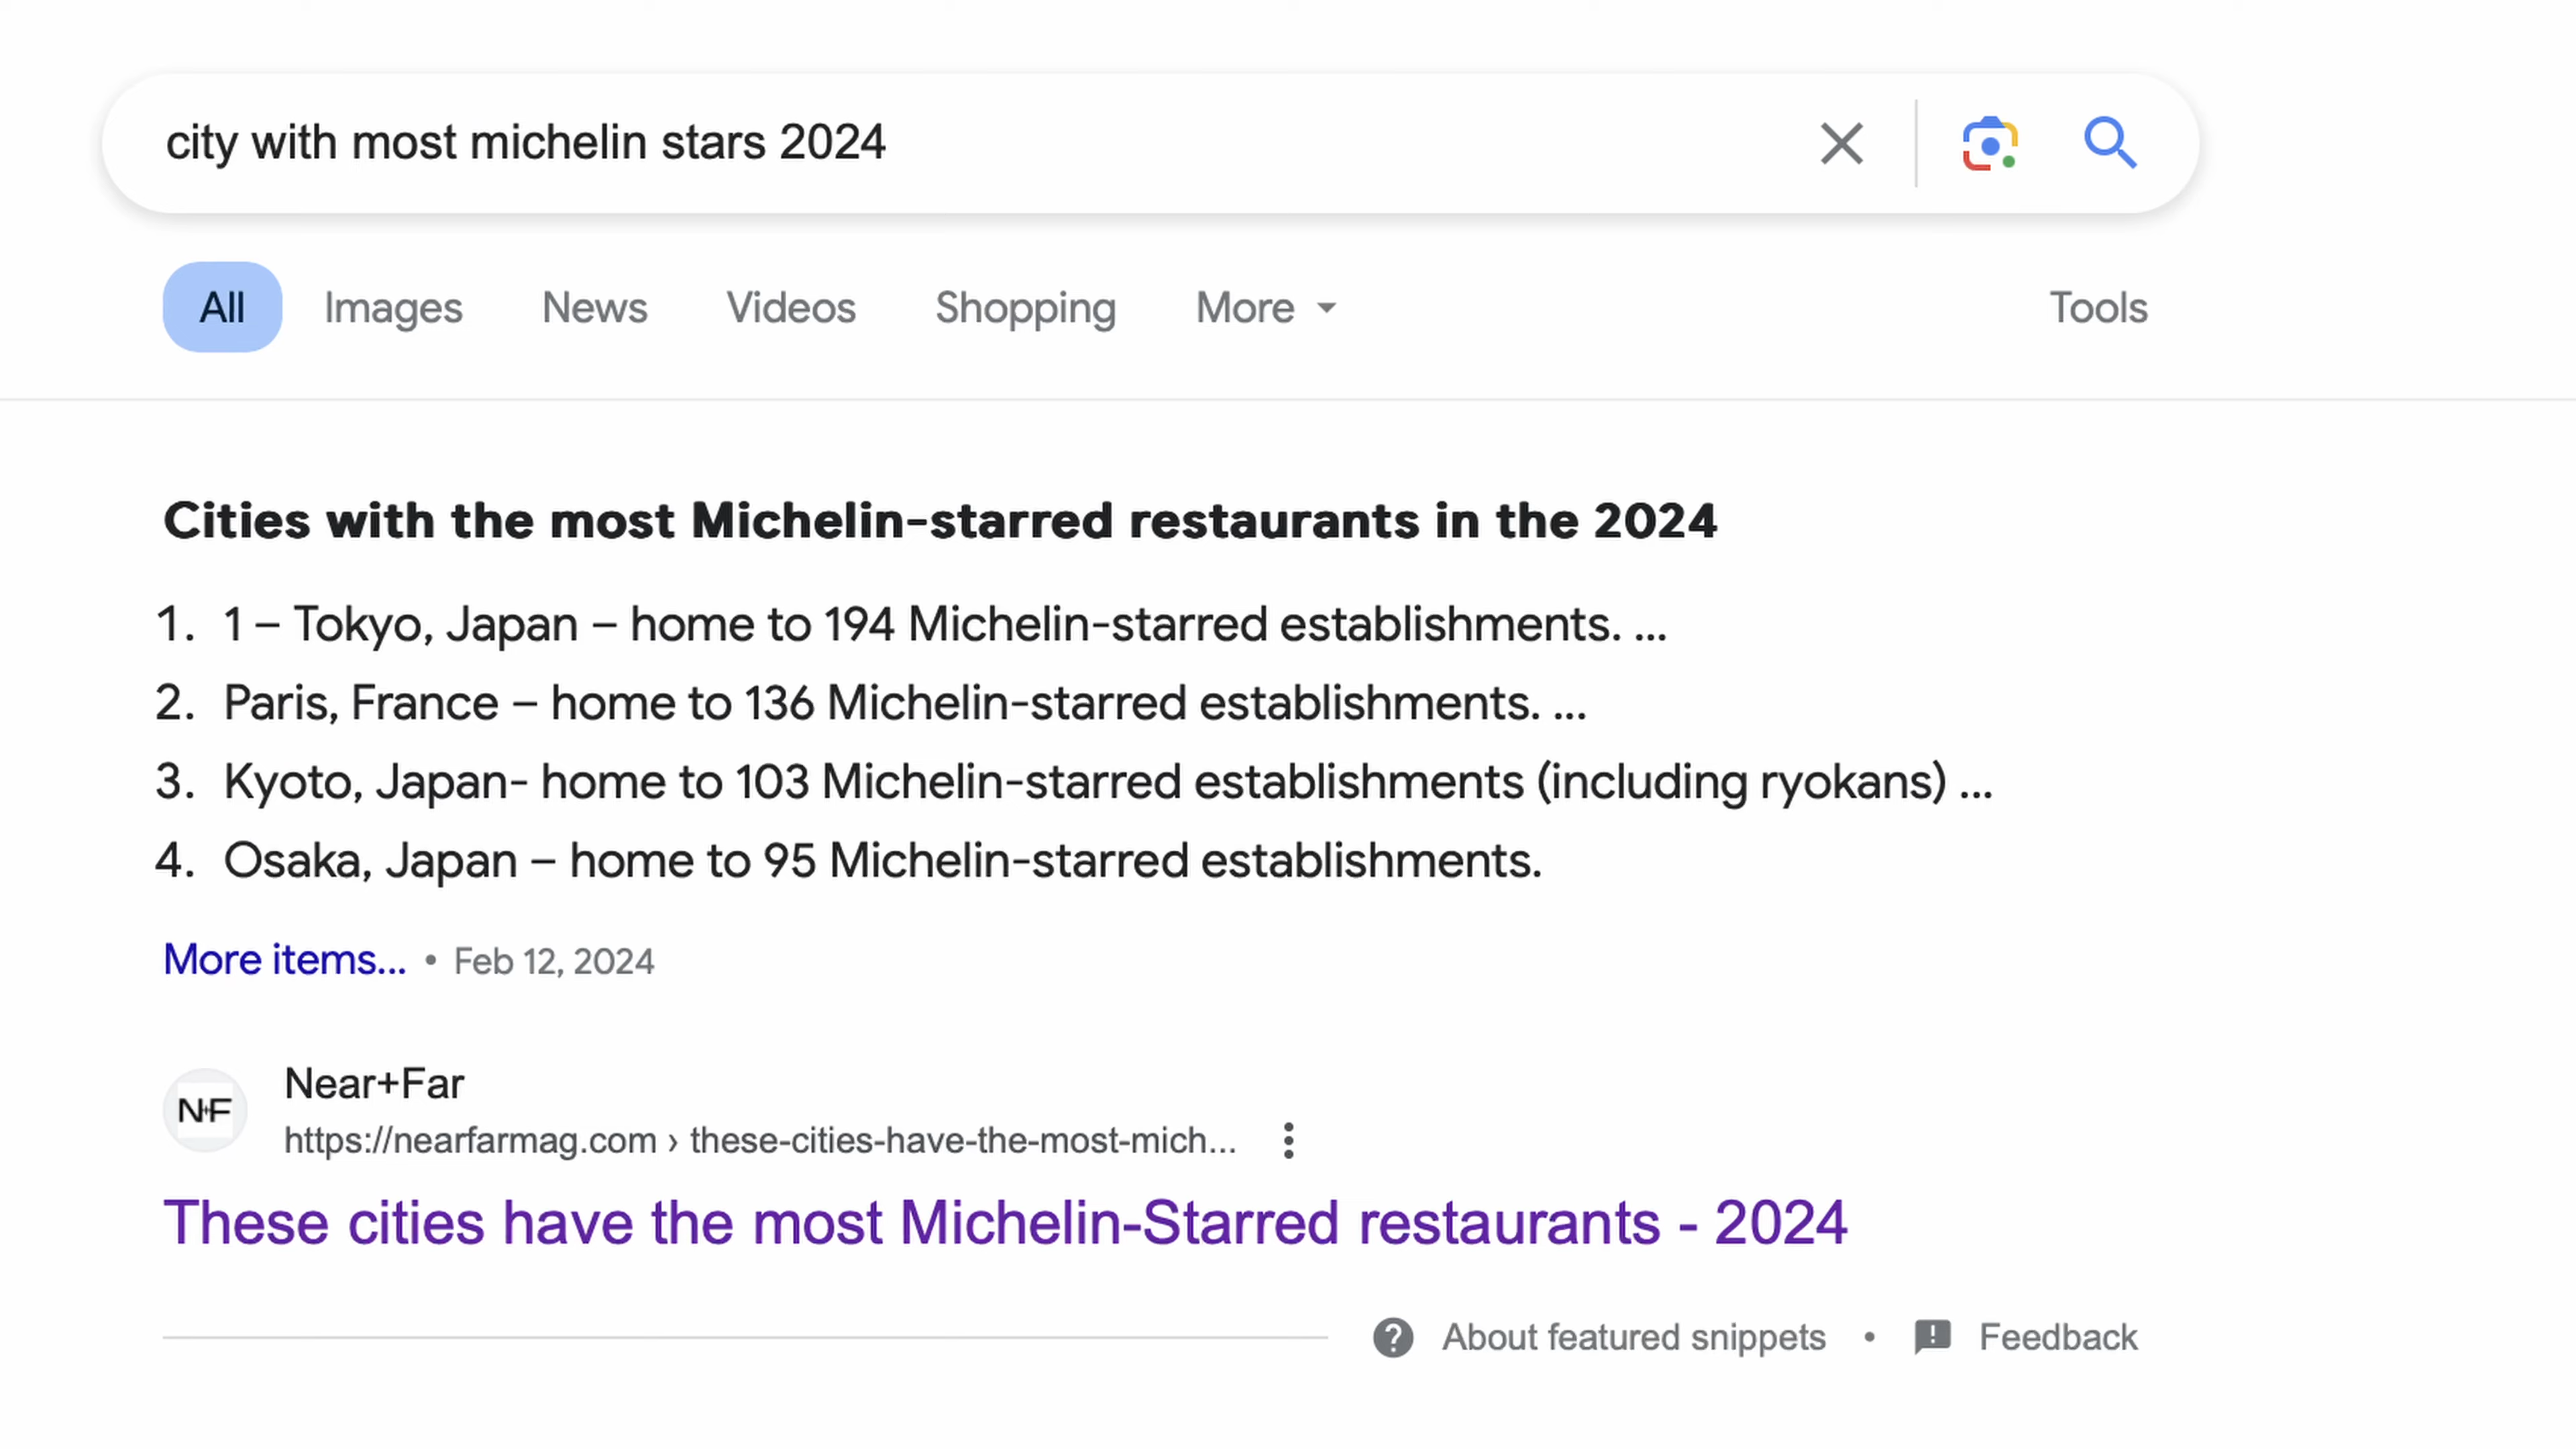 city with most michelin stars 2024
All Images News Videos Shopping More Tools
Cities with the most Michelin-starred restaurants in the 2024
1. 1 – Tokyo, Japan – home to 194 Michelin-starred establishments. ...
2. Paris, France – home to 136 Michelin-starred establishments. ...
3. Kyoto, Japan- home to 103 Michelin-starred establishments (including ryokans) ...
4. Osaka, Japan – home to 95 Michelin-starred establishments.
More items... • Feb 12, 2024
N+F
Near+Far
https://nearfarmag.com › these-cities-have-the-most-mich...
These cities have the most Michelin-Starred restaurants - 2024
About featured snippets • Feedback